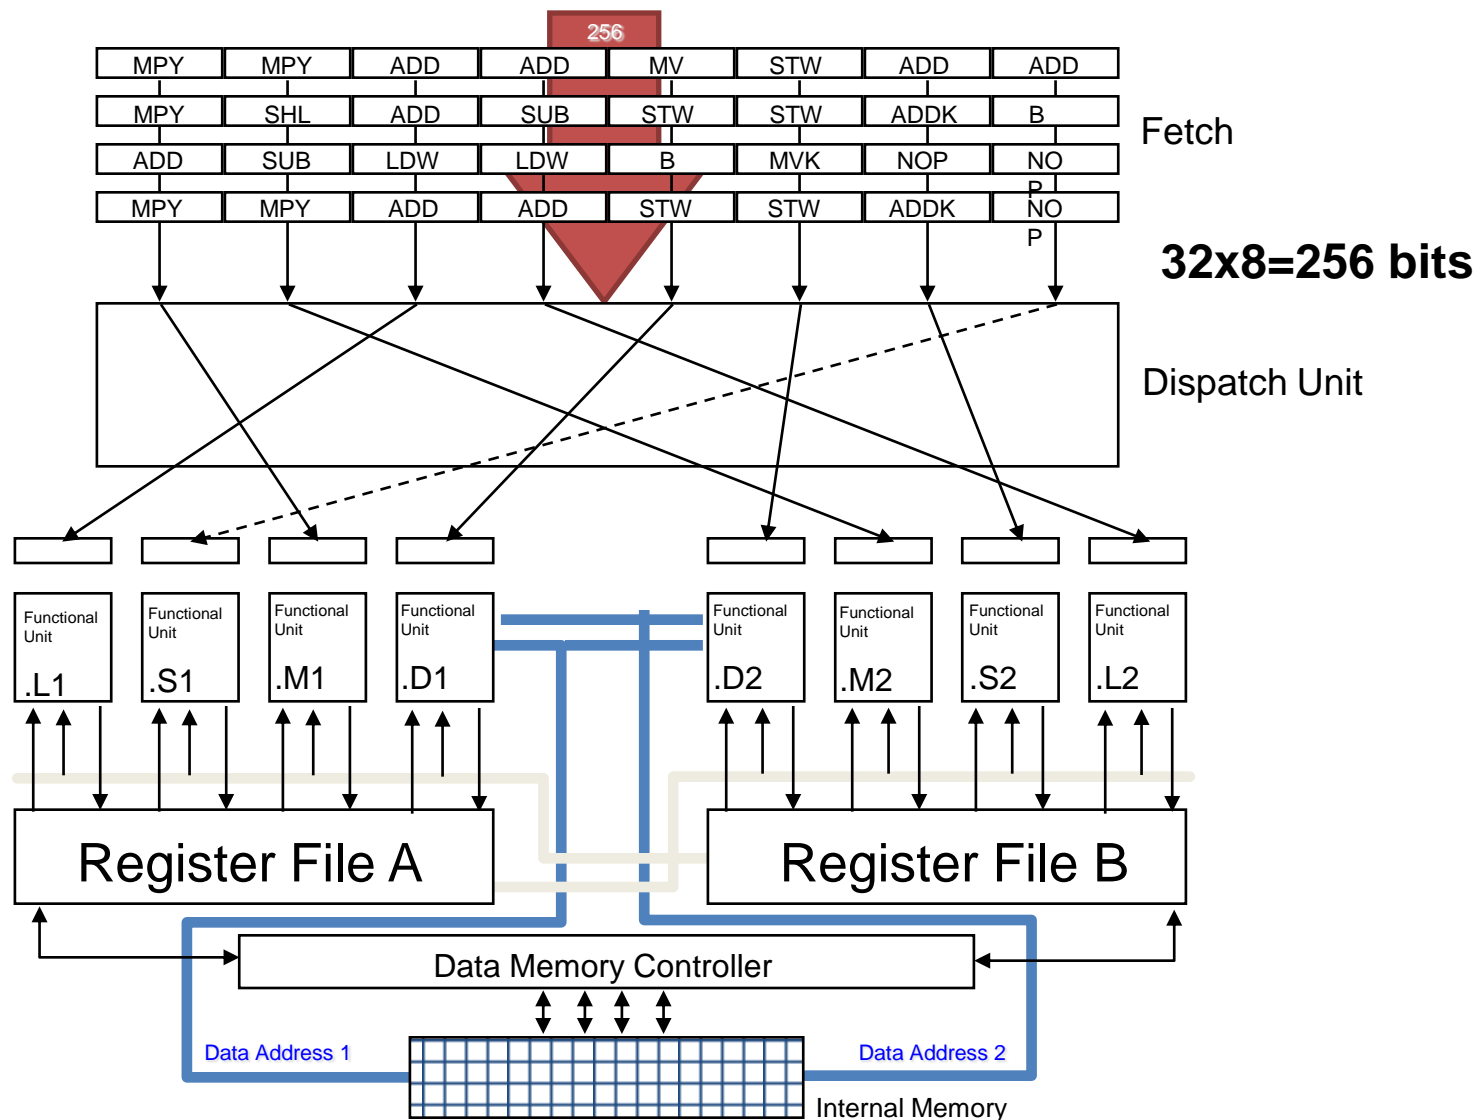 256
MPY MPY ADD ADD MV STW ADD ADD
MPY SHL ADD SUB STW STW ADDK B
Fetch
ADD SUB LDW LDW B MVK NOP NO
P
MPY MPY ADD ADD STW STW ADDK NO
P
32x8=256 bits
Dispatch Unit
Functional Functional Functional Functional Functional Functional Functional Functional
Unit Unit Unit Unit Unit Unit Unit Unit
.L1 .S1 .M1 .D1 .D2 .M2 .S2 .L2
Register File A Register File B
Data Memory Controller
Data Address 1 Data Address 2
Internal Memory